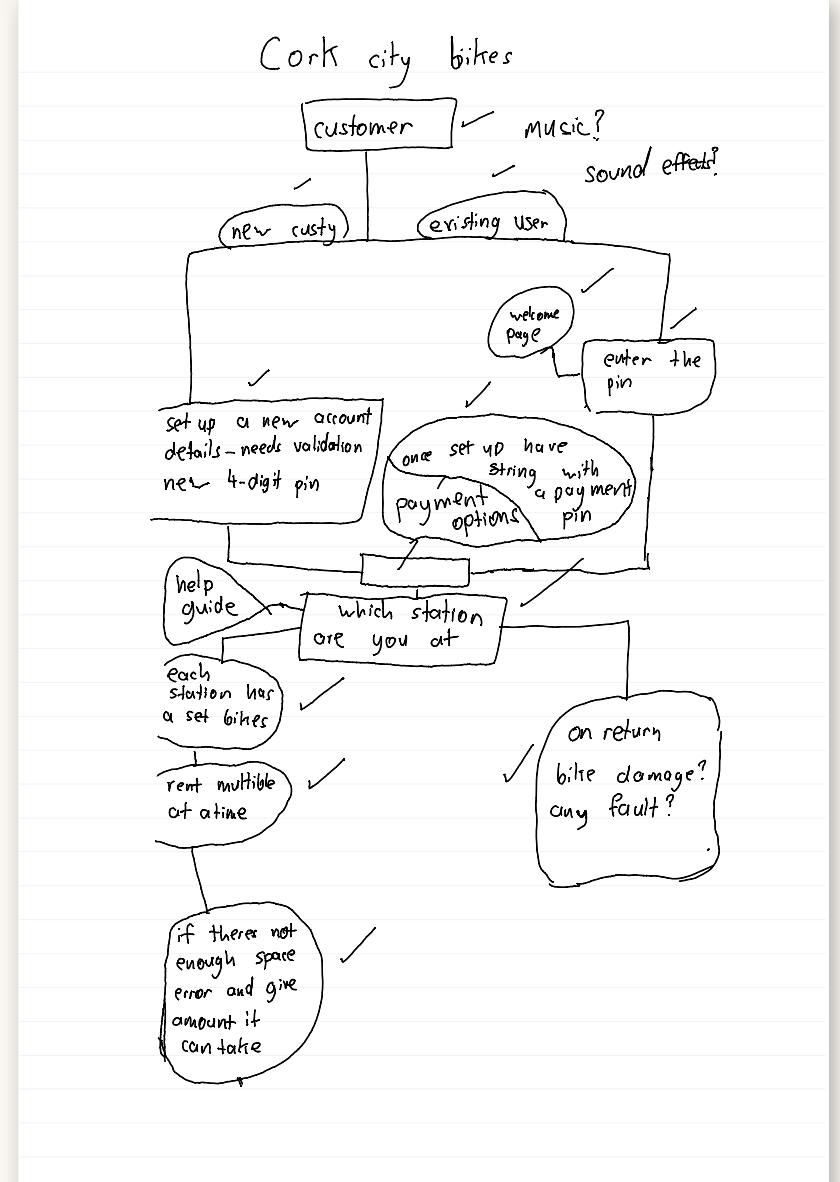 Cork city bikes
customer
music?
sound effects?
new custy
existing user
welcome
page
enter the
pin
set up a new account
details - needs validation
new 4-digit pin
once set up have
string with
a payment
pin
payment
options
help
guide
which station
are you at
each
station has
a set bikes
rent multible
at a time
on return
bike damage?
any fault?
if theres not
enough space
error and give
amount it
can take